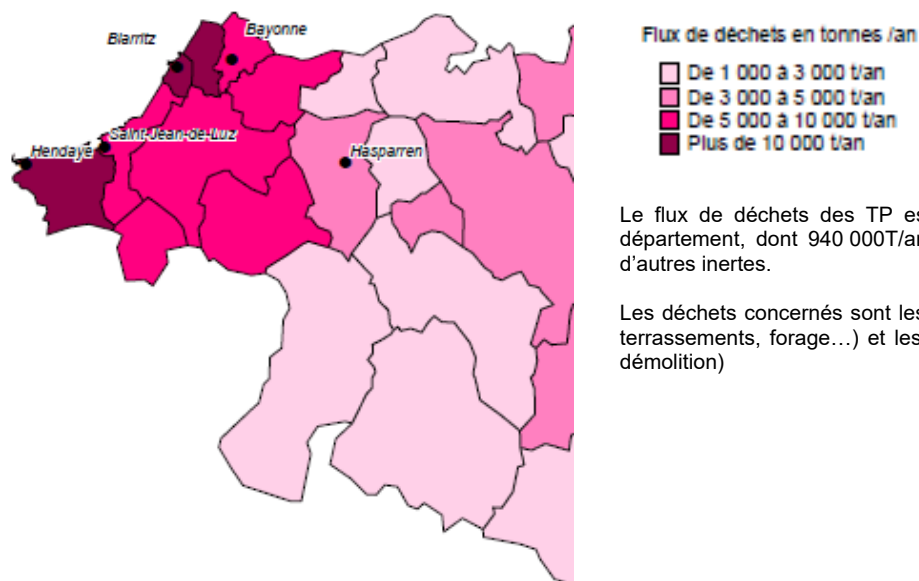 Biarritz
Bayonne
Saint-Jean-de-Luz
Hendaye
Hasparren
Flux de déchets en tonnes /an
De 1 000 à 3 000 t/an
De 3 000 à 5 000 t/an
De 5 000 à 10 000 t/an
Plus de 10 000 t/an
Le flux de déchets des TP es
département, dont 940 000T/an
d’autres inertes.
Les déchets concernés sont les
terrassements, forage…) et les
démolition)